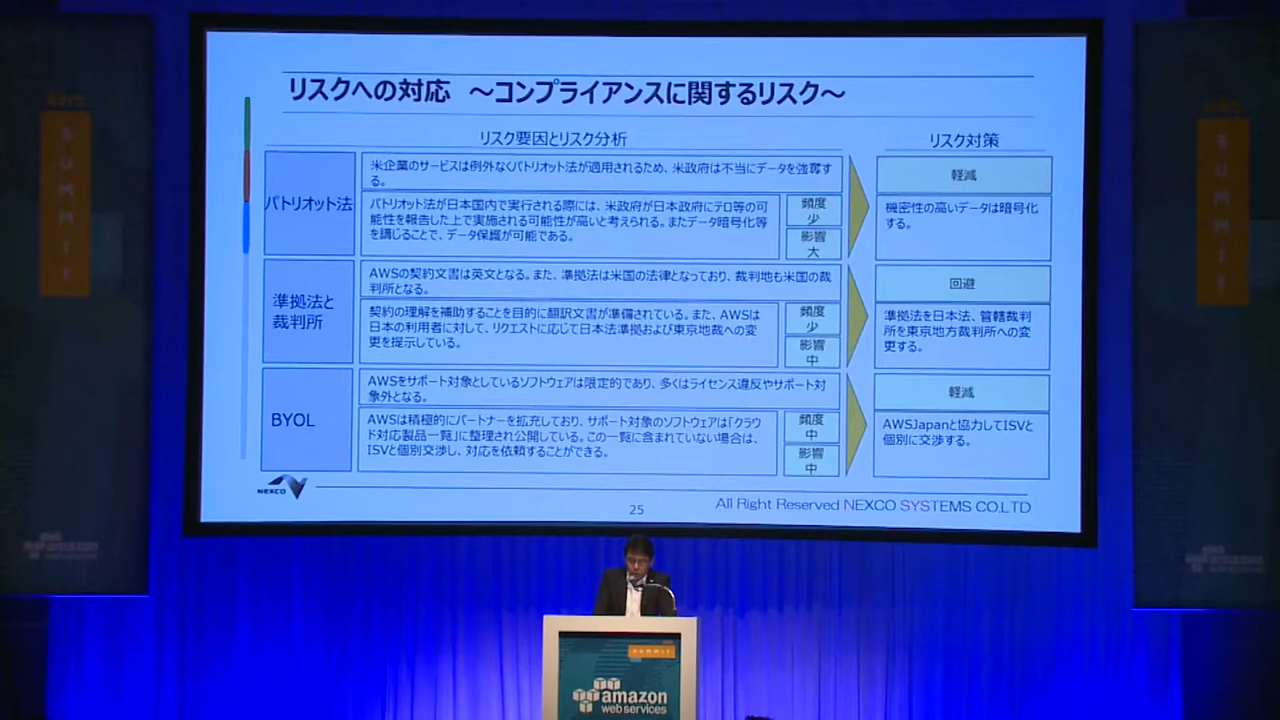 リスクへの対応 ～コンプライアンスに関するリスク～
リスク要因とリスク分析
リスク対策
パトリオット法
米企業のサービスは例外なくパトリオット法が適用されるため、米政府は不当にデータを強奪す
る。
パトリオット法が日本国内で実行される際には、米政府が日本政府にテロ等の可
能性を報告した上で実施される可能性が高いと考えられる。またデータ暗号化等
を講じることで、データ保護が可能である。
頻度
少
影響
大
軽減
機密性の高いデータは暗号化
する。
準拠法と
裁判所
AWSの契約文書は英文となる。また、準拠法は米国の法律となっており、裁判地も米国の裁
判所となる。
契約の理解を補助することを目的に翻訳文書が準備されている。また、AWSは
日本の利用者に対して、リクエストに応じて日本法準拠および東京地裁への変
更を提示している。
頻度
少
影響
中
回避
準拠法を日本法、管轄裁判
所を東京地方裁判所への変
更する。
BYOL
AWSをサポート対象としているソフトウェアは限定的であり、多くはライセンス違反やサポート対
象外となる。
AWSは積極的にパートナーを拡充しており、サポート対象のソフトウェアは「クラウ
ド対応製品一覧」に整理され公開している。この一覧に含まれていない場合は、
ISVと個別交渉し、対応を依頼することができる。
頻度
中
影響
中
軽減
AWSJapanと協力してISVと
個別に交渉する。
NEXCO
25
All Right Reserved NEXCO SYSTEMS CO.LTD
SUMMIT
SUMMIT
SUMMIT
amazon
web services